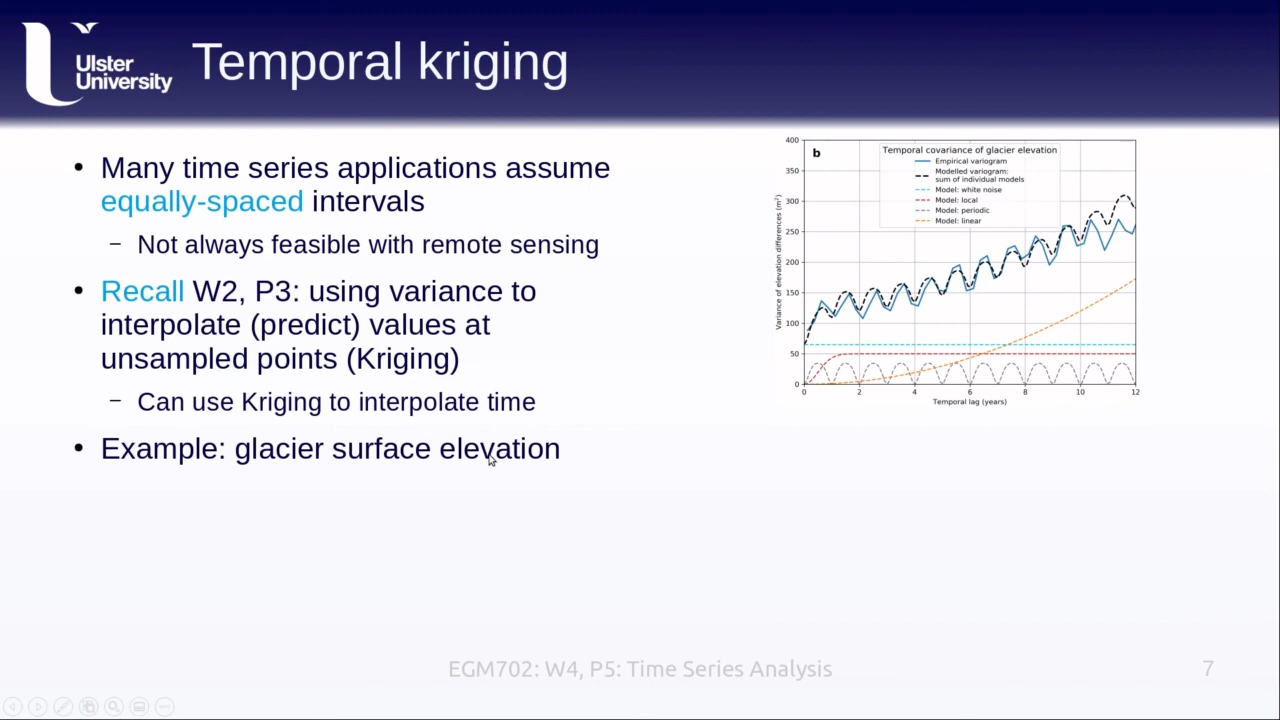 Ulster
University
Temporal kriging
Many time series applications assume
equally-spaced intervals
Not always feasible with remote sensing
Recall W2, P3: using variance to
interpolate (predict) values at
unsampled points (Kriging)
Can use Kriging to interpolate time
Example: glacier surface elevation
b
Temporal covariance of glacier elevation
Empirical variogram
Modelled variogram:
sum of individual models
Model: white noise
Model: local
Model: periodic
Model: linear
Variance of elevation differences (m²)
400
350
300
250
200
150
100
50
0
0 2 4 6 8 10 12
Temporal lag (years)
EGM702: W4, P5: Time Series Analysis
7